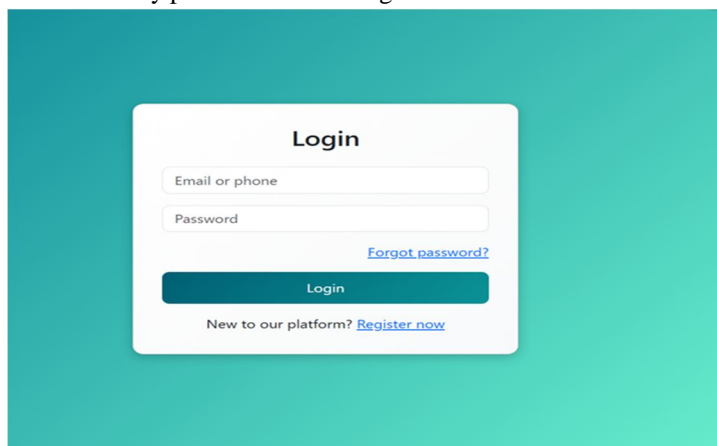 Login
Email or phone
Password
Forgot password?
Login
New to our platform? Register now